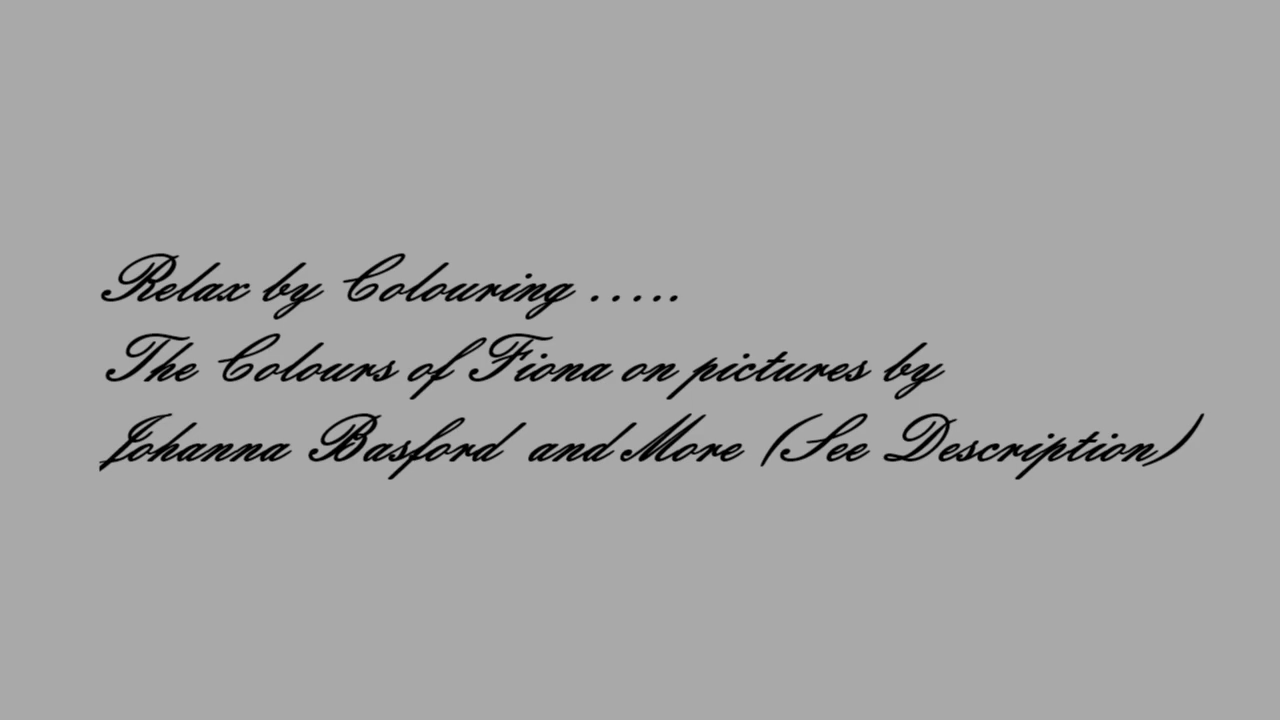 Relax by Colouring .....
The Colours of Fiona on pictures by
Johanna Basford and More (See Description)